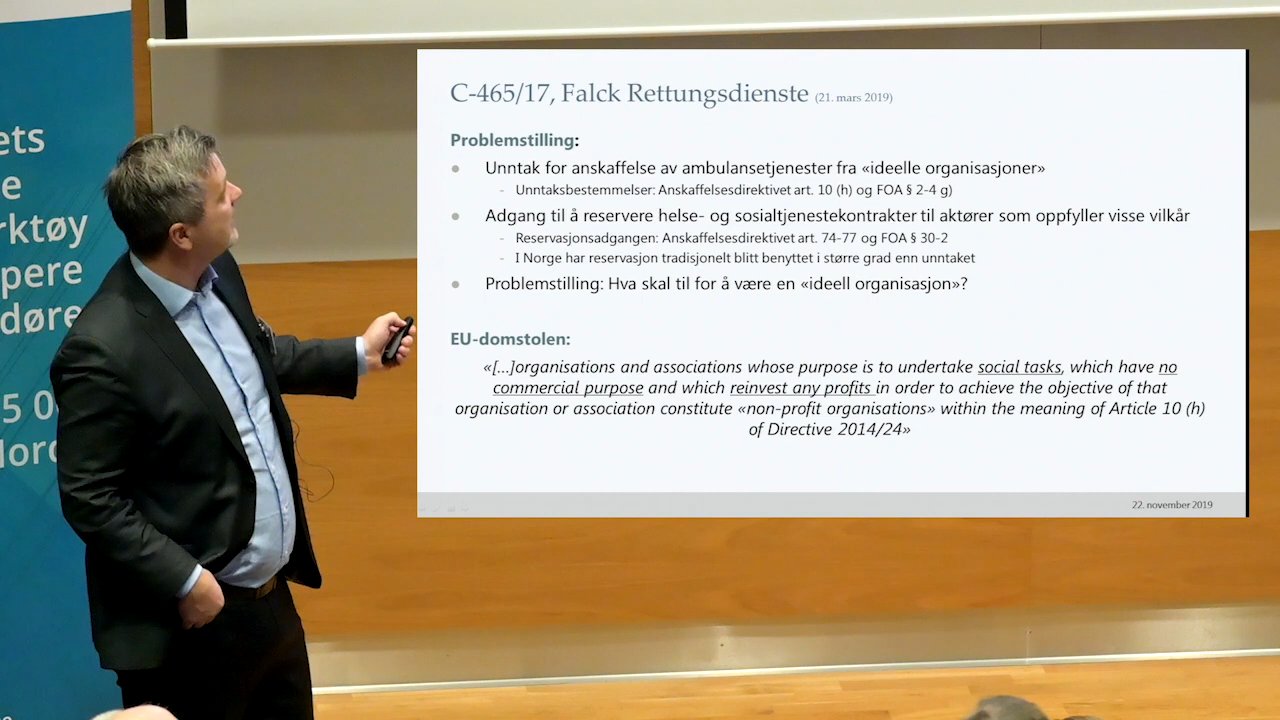 ets
e
rktøy
pere
døre
5 0
lord
C-465/17, Falck Rettungsdienste (21. mars 2019)
Problemstilling:
● Unntak for anskaffelse av ambulansetjenester fra «ideelle organisasjoner»
- Unntaksbestemmelser: Anskaffelsesdirektivet art. 10 (h) og FOA § 2-4 g)
● Adgang til å reservere helse- og sosialtjenestekontrakter til aktører som oppfyller visse vilkår
- Reservasjonsadgangen: Anskaffelsesdirektivet art. 74-77 og FOA § 30-2
- I Norge har reservasjon tradisjonelt blitt benyttet i større grad enn unntaket
● Problemstilling: Hva skal til for å være en «ideell organisasjon»?
EU-domstolen:
«[...]organisations and associations whose purpose is to undertake social tasks, which have no
commercial purpose and which reinvest any profits in order to achieve the objective of that
organisation or association constitute «non-profit organisations» within the meaning of Article 10 (h)
of Directive 2014/24»
22. november 2019